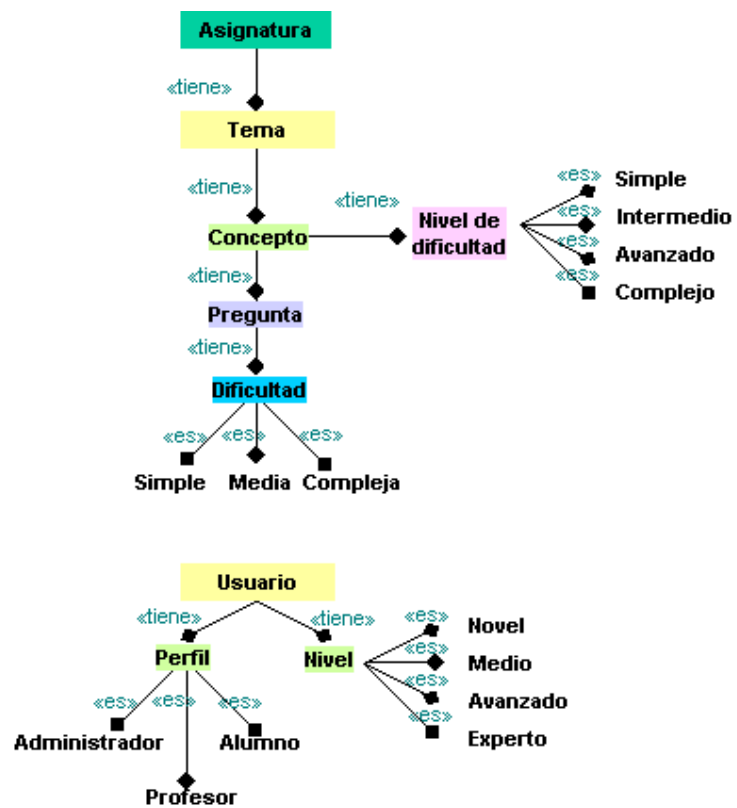 Asignatura
«tiene»
Tema
«tiene»
«tiene»
Concepto
Nivel de
dificultad
«es»
Simple
«es»
Intermedio
«es»
Avanzado
«es»
Complejo
«tiene»
Pregunta
«tiene»
Dificultad
«es» «es» «es»
Simple Media Compleja
Usuario
«tiene» «tiene»
Perfil Nivel
«es»
Novel
«es»
Medio
«es»
Avanzado
«es»
Experto
«es» «es» «es»
Administrador Alumno
Profesor